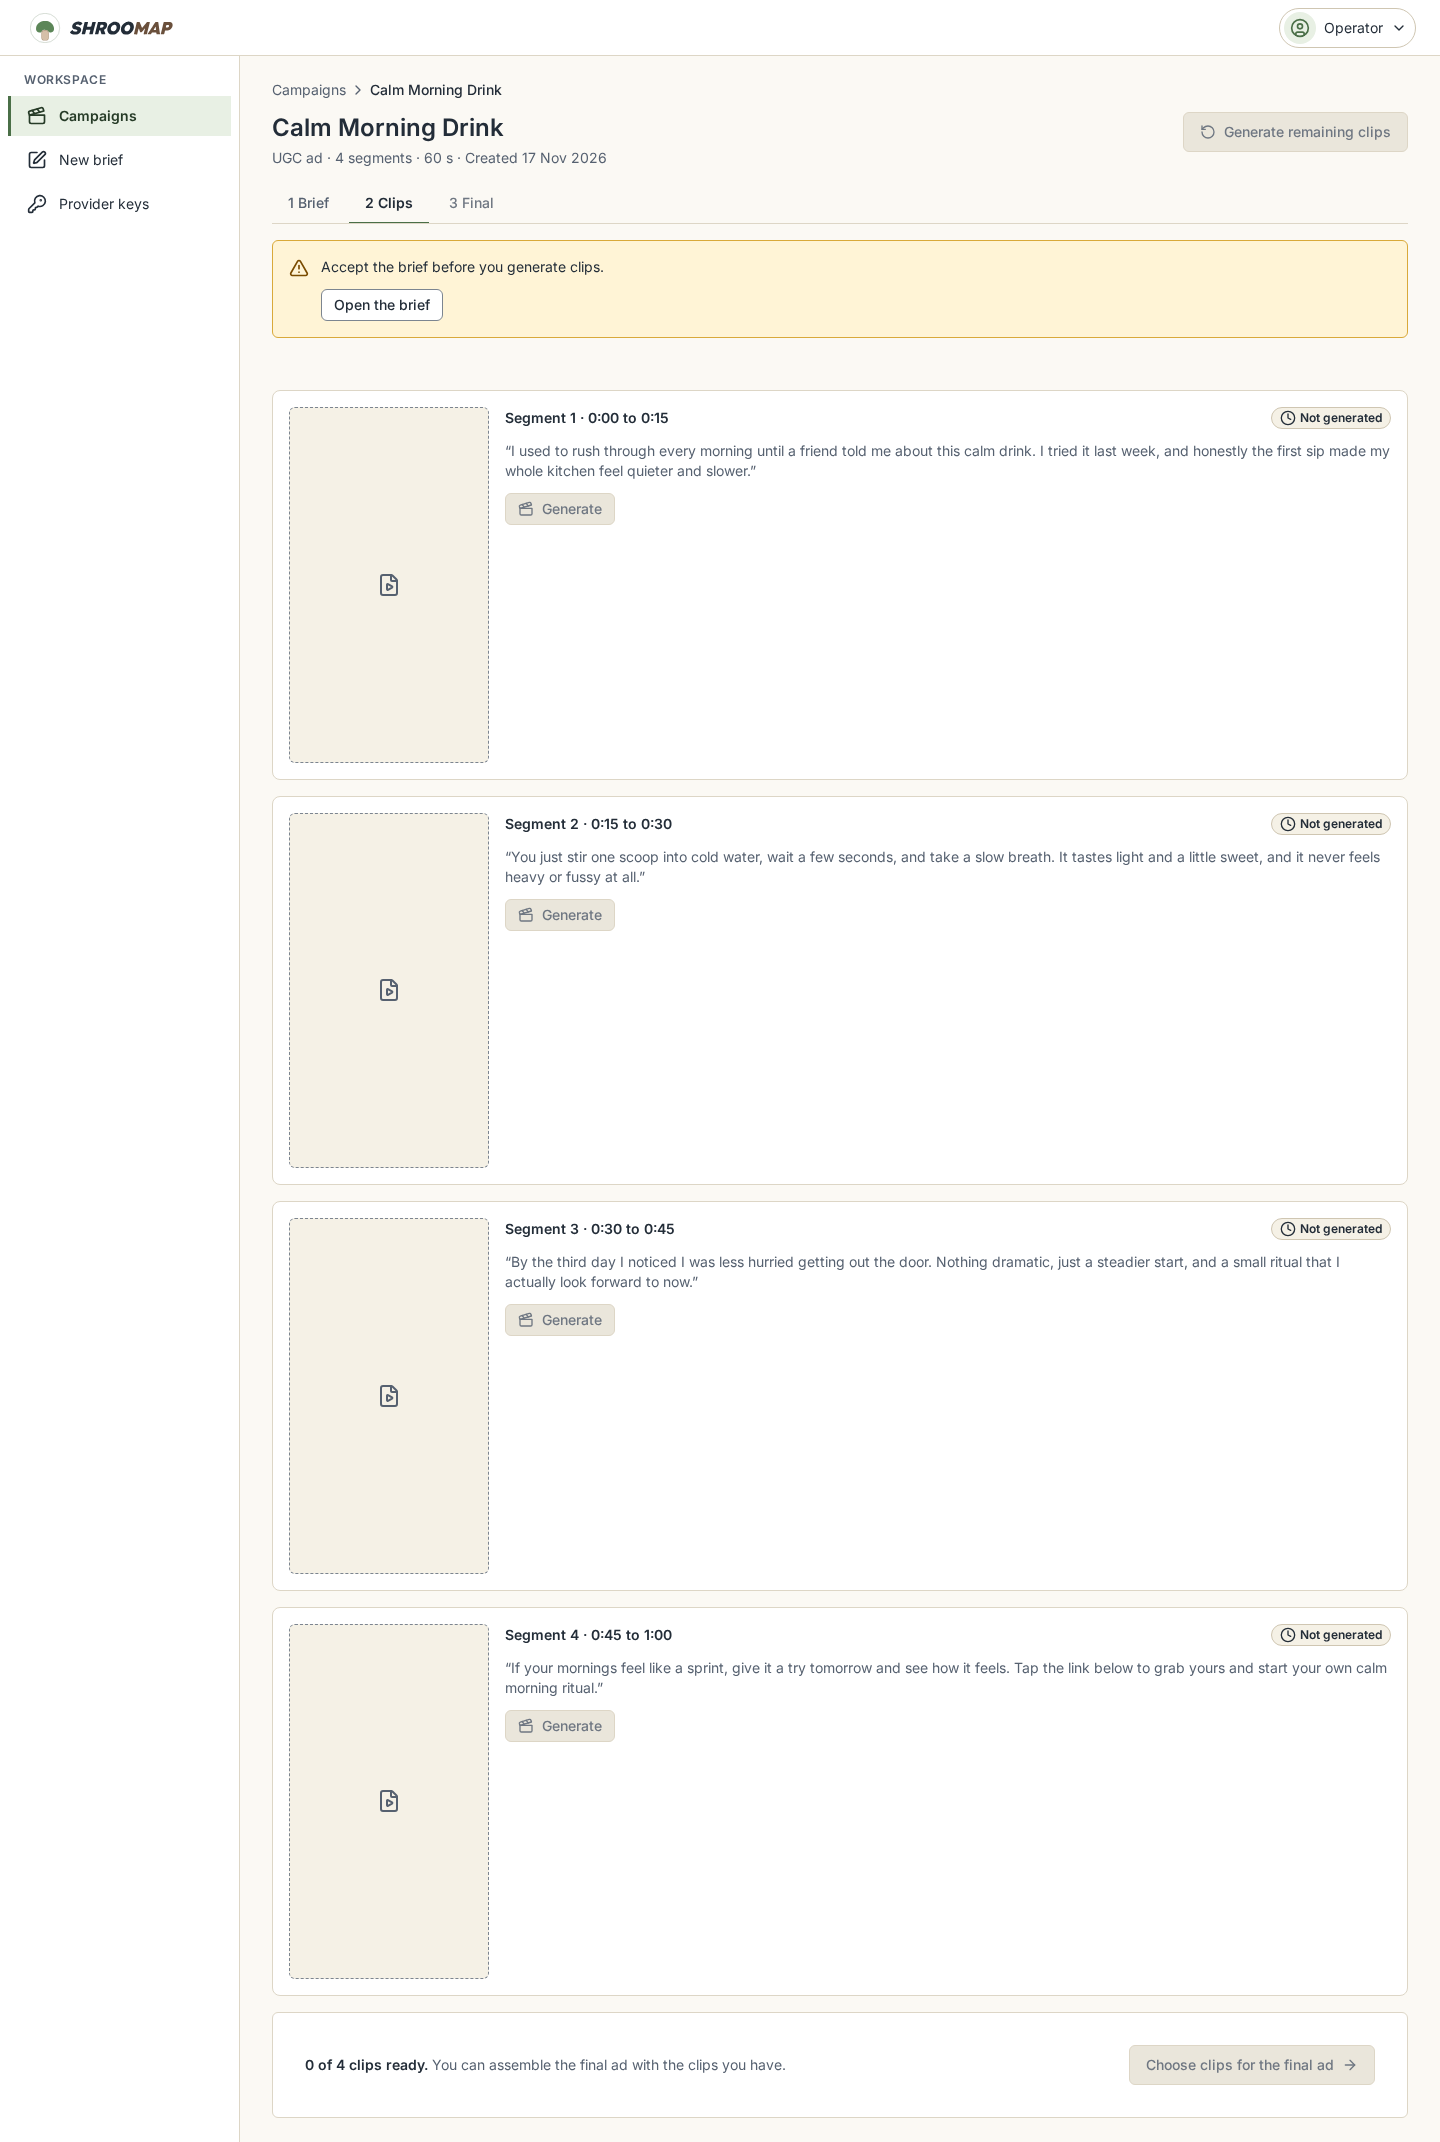 SHROOMAP
Operator
WORKSPACE
Campaigns
New brief
Provider keys
Campaigns > Calm Morning Drink
Calm Morning Drink
Generate remaining clips
UGC ad · 4 segments · 60 s · Created 17 Nov 2026
1 Brief
2 Clips
3 Final
Accept the brief before you generate clips.
Open the brief
Segment 1 · 0:00 to 0:15
Not generated
“I used to rush through every morning until a friend told me about this calm drink. I tried it last week, and honestly the first sip made my
whole kitchen feel quieter and slower.”
Generate
Segment 2 · 0:15 to 0:30
Not generated
“You just stir one scoop into cold water, wait a few seconds, and take a slow breath. It tastes light and a little sweet, and it never feels
heavy or fussy at all.”
Generate
Segment 3 · 0:30 to 0:45
Not generated
“By the third day I noticed I was less hurried getting out the door. Nothing dramatic, just a steadier start, and a small ritual that I
actually look forward to now.”
Generate
Segment 4 · 0:45 to 1:00
Not generated
“If your mornings feel like a sprint, give it a try tomorrow and see how it feels. Tap the link below to grab yours and start your own calm
morning ritual.”
Generate
0 of 4 clips ready. You can assemble the final ad with the clips you have.
Choose clips for the final ad